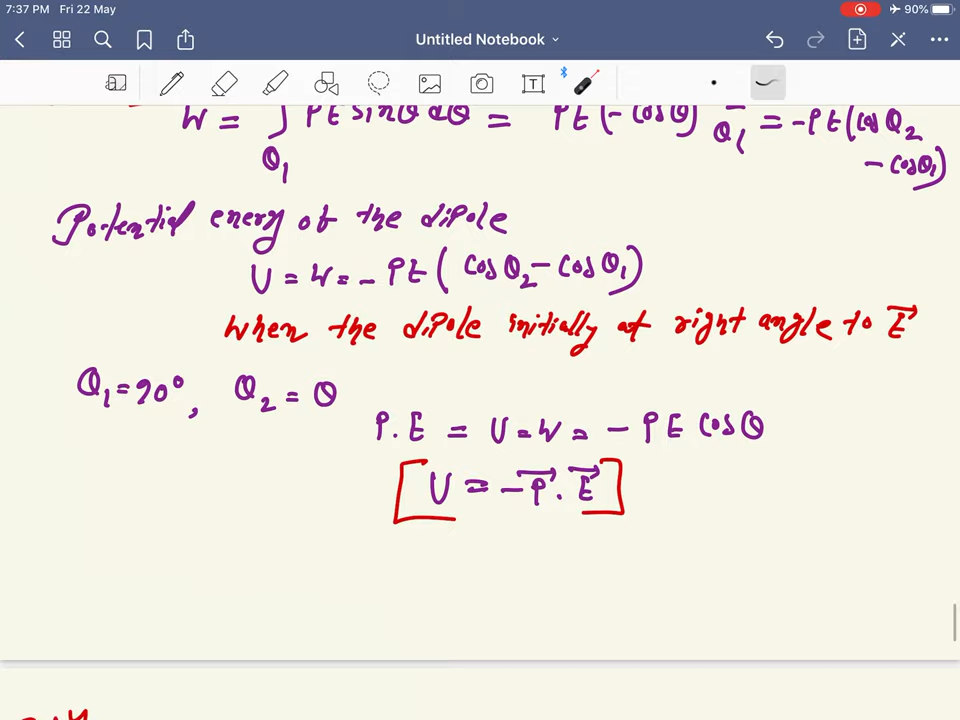 7:37 PM Fri 22 May
90%
Untitled Notebook
W = ∫ PE sinθ dθ = PE (-cosθ) θ1 = -PE(cosθ2
θ1
- cosθ1)
Potential energy of the dipole
U = W = - PE ( cosθ2 - cosθ1 )
When the dipole initially at right angle to E⃗
θ1 = 90°, θ2 = θ
P.E = U = W = - PE cosθ
[ U = - P⃗ . E⃗ ]